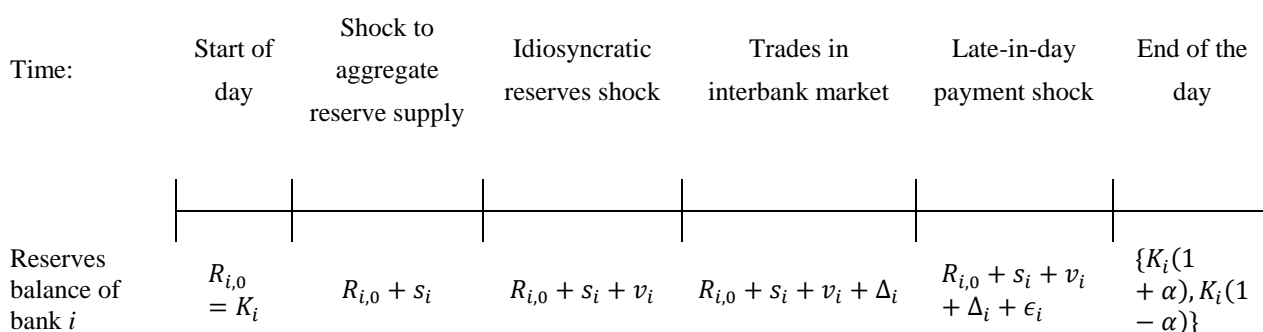 Time:
Start of
day
Shock to
aggregate
reserve supply
Idiosyncratic
reserves shock
Trades in
interbank market
Late-in-day
payment shock
End of the
day
Reserves
balance of
bank i
R_{i,0}
= K_i
R_{i,0} + s_i
R_{i,0} + s_i + v_i
R_{i,0} + s_i + v_i + Δ_i
R_{i,0} + s_i + v_i
+ Δ_i + ϵ_i
{K_i(1
+ α), K_i(1
− α)}